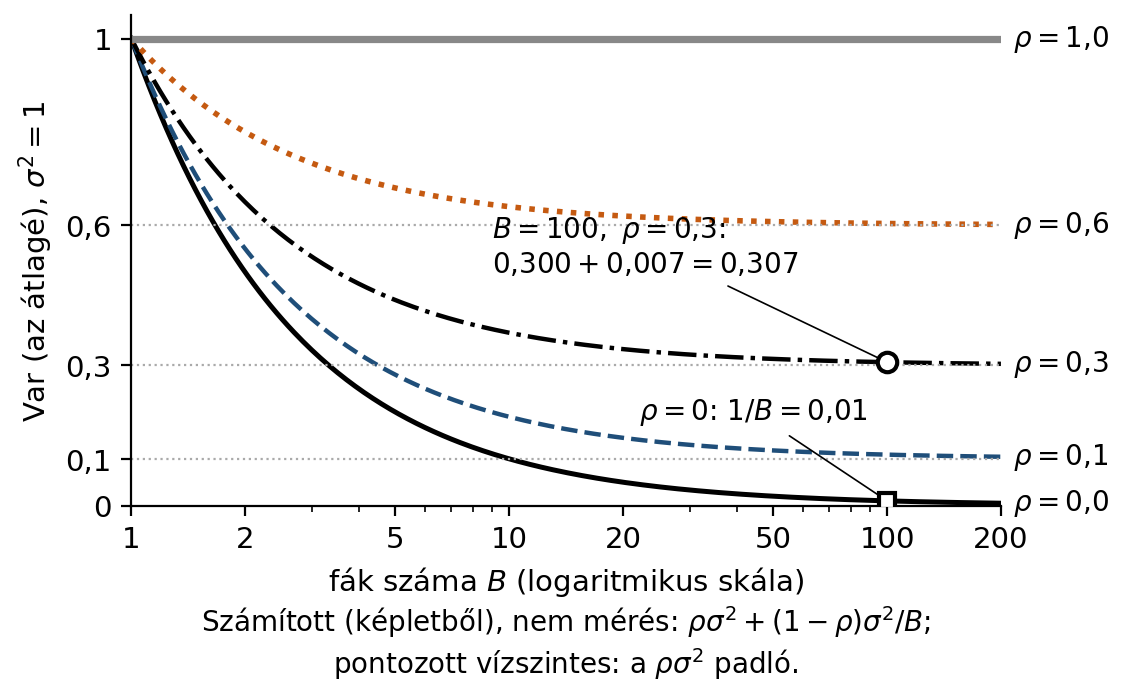 Var (az átlagé), σ² = 1
1
0,6
0,3
0,1
0
ρ = 1,0
ρ = 0,6
ρ = 0,3
ρ = 0,1
ρ = 0,0
B = 100, ρ = 0,3:
0,300 + 0,007 = 0,307
ρ = 0: 1/B = 0,01
1 2 5 10 20 50 100 200
fák száma B (logaritmikus skála)
Számított (képletből), nem mérés: ρσ² + (1 − ρ)σ²/B;
pontozott vízszintes: a ρσ² padló.